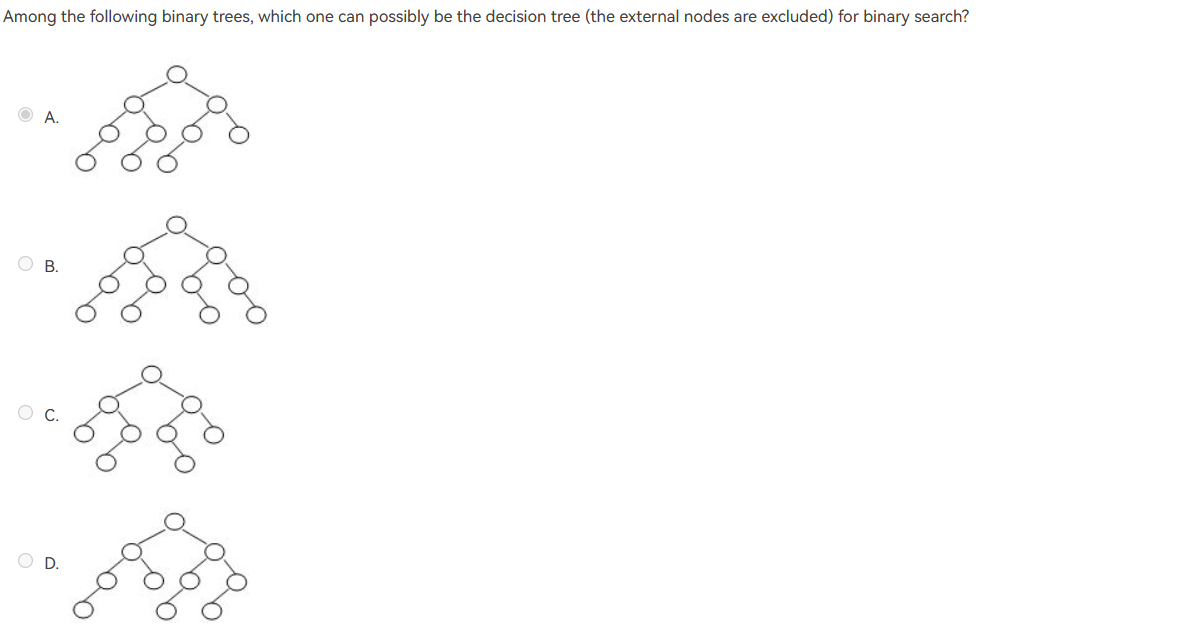 Among the following binary trees, which one can possibly be the decision tree (the external nodes are excluded) for binary search?
A.
B.
C.
D.